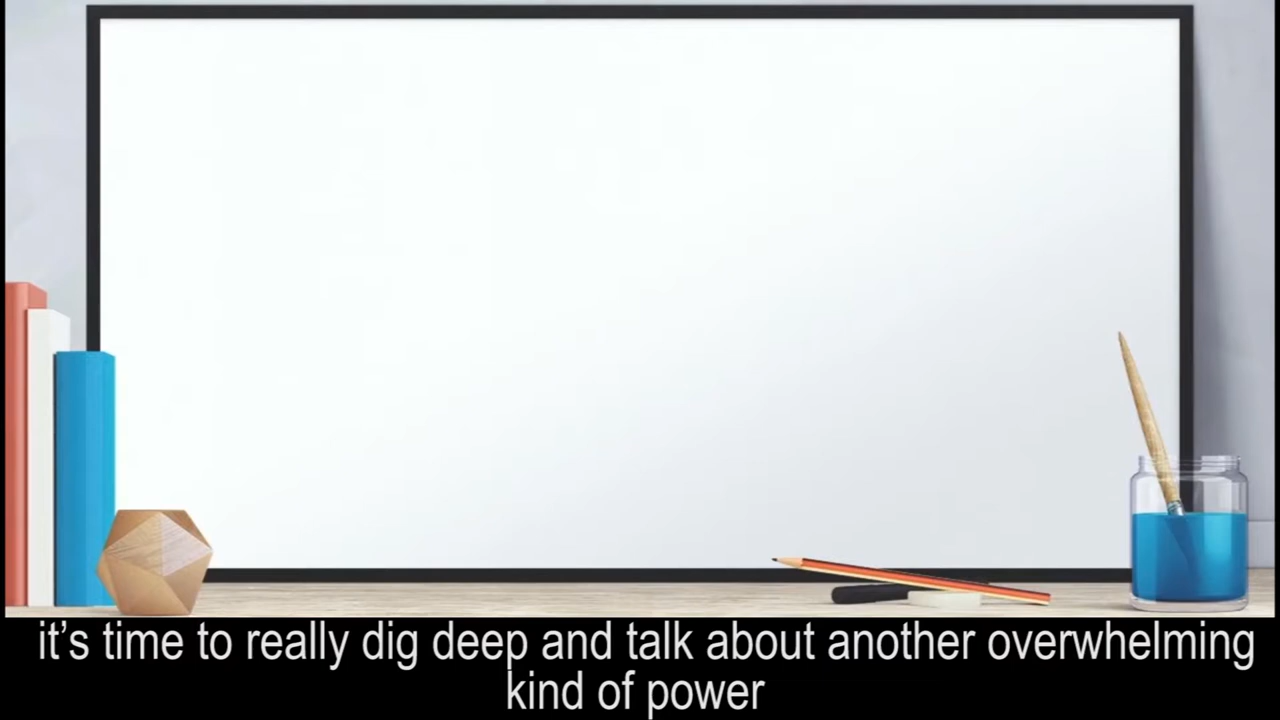 it's time to really dig deep and talk about another overwhelming
kind of power